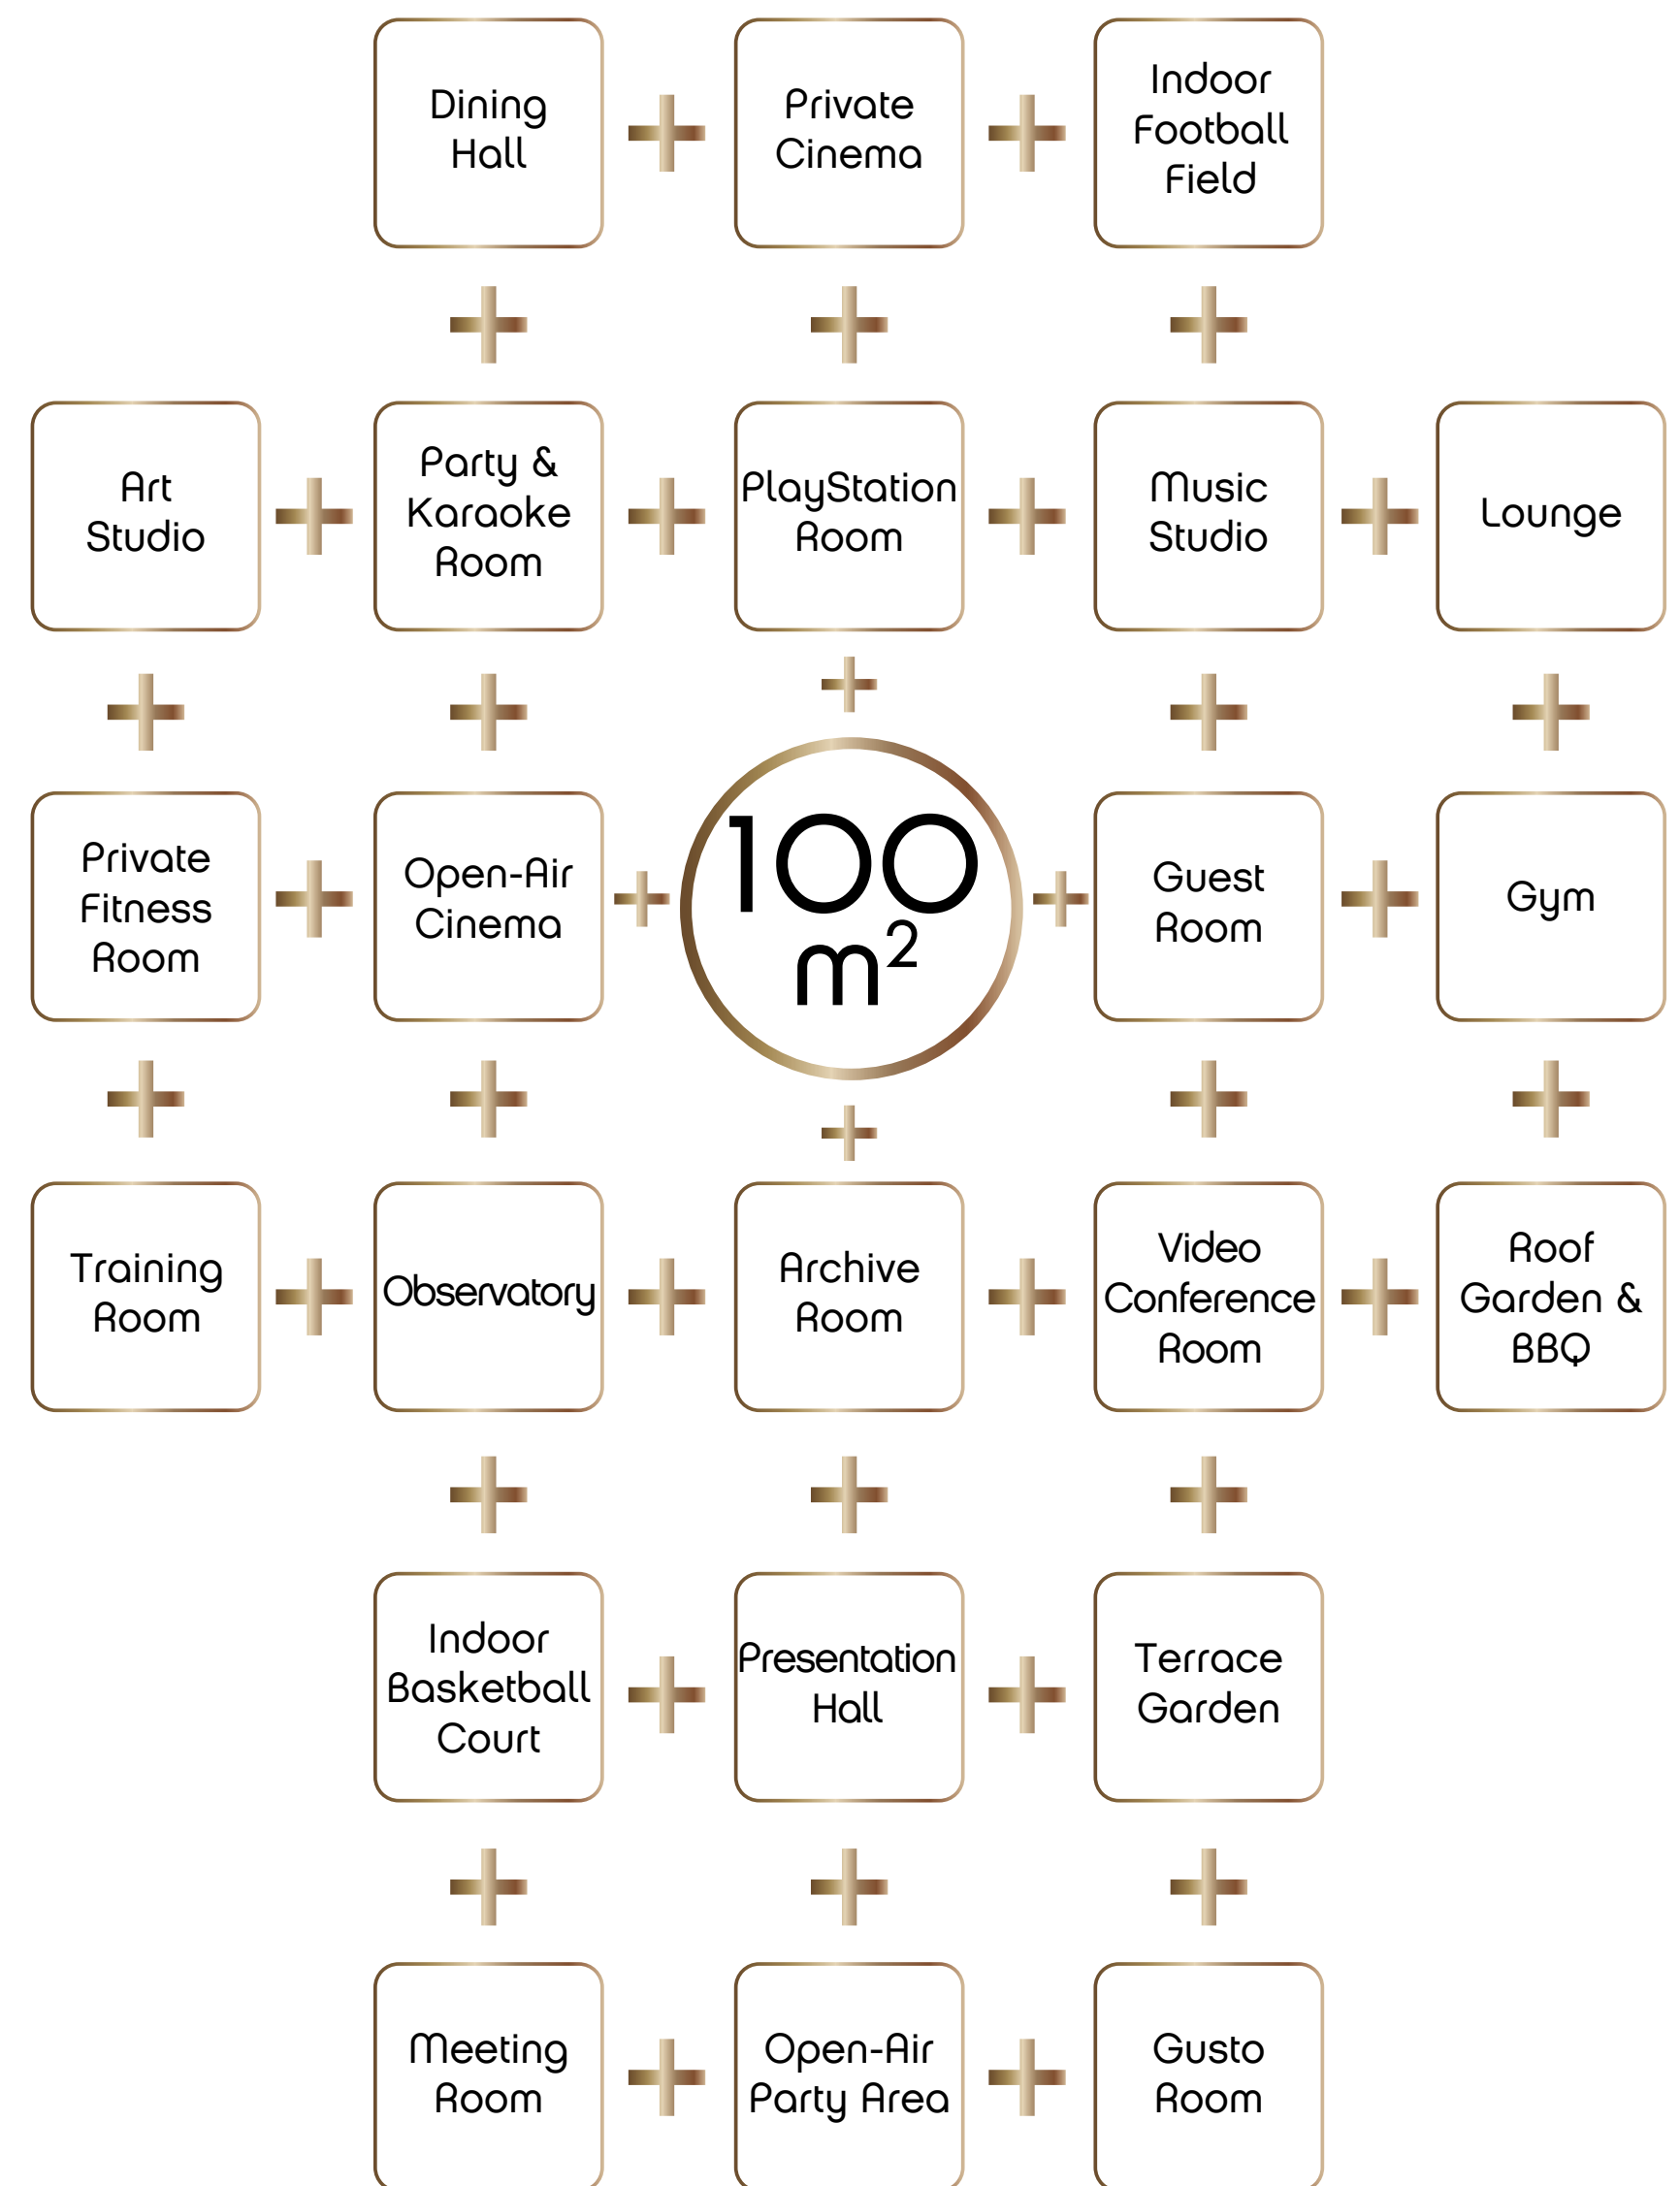 Dining
Hall
Private
Cinema
Indoor
Football
Field
Art
Studio
Party &
Karaoke
Room
PlayStation
Room
Music
Studio
Lounge
Private
Fitness
Room
Open-Air
Cinema
100
m²
Guest
Room
Gym
Training
Room
Observatory
Archive
Room
Video
Conference
Room
Roof
Garden &
BBQ
Indoor
Basketball
Court
Presentation
Hall
Terrace
Garden
Meeting
Room
Open-Air
Party Area
Gusto
Room